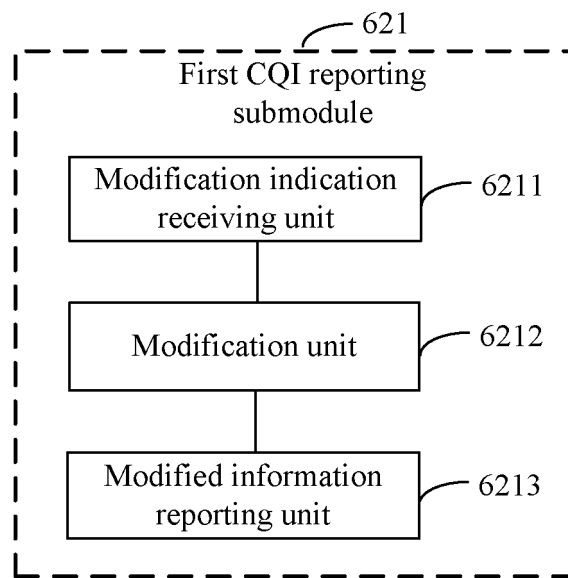 621
First CQI reporting
submodule
Modification indication
receiving unit
6211
Modification unit
6212
Modified information
reporting unit
6213